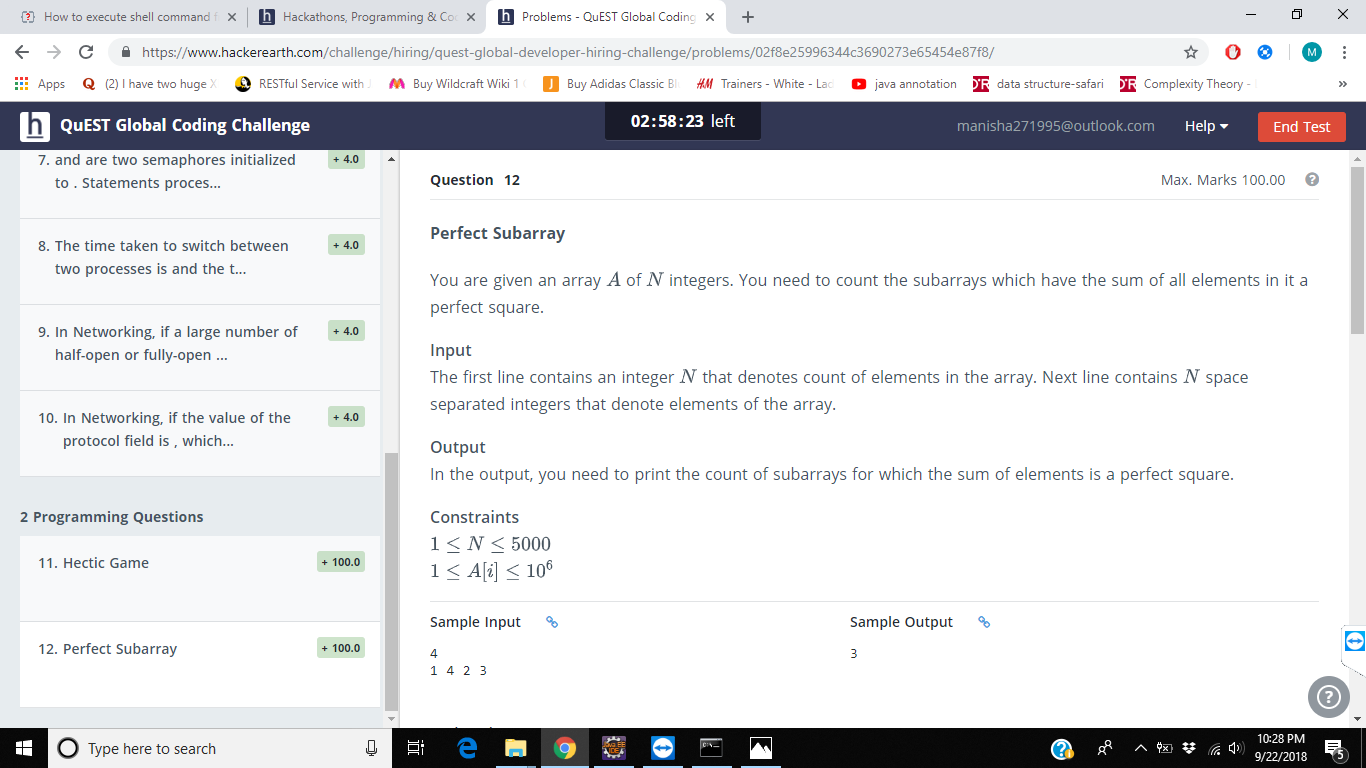 How to execute shell command f
Hackathons, Programming & Co
Problems - QuEST Global Coding
https://www.hackerearth.com/challenge/hiring/quest-global-developer-hiring-challenge/problems/02f8e25996344c3690273e65454e87f8/
M
Apps
(2) I have two huge X
RESTful Service with J
Buy Wildcraft Wiki 1
Buy Adidas Classic Bl
H&M Trainers - White - Lad
java annotation
data structure-safari
Complexity Theory -
h QuEST Global Coding Challenge
02:58:23 left
manisha271995@outlook.com
Help
End Test
7. and are two semaphores initialized + 4.0
to . Statements proces...
8. The time taken to switch between + 4.0
two processes is and the t...
9. In Networking, if a large number of + 4.0
half-open or fully-open ...
10. In Networking, if the value of the + 4.0
protocol field is , which...
2 Programming Questions
11. Hectic Game + 100.0
12. Perfect Subarray + 100.0
Question 12
Max. Marks 100.00 ?
Perfect Subarray
You are given an array A of N integers. You need to count the subarrays which have the sum of all elements in it a
perfect square.
Input
The first line contains an integer N that denotes count of elements in the array. Next line contains N space
separated integers that denote elements of the array.
Output
In the output, you need to print the count of subarrays for which the sum of elements is a perfect square.
Constraints
1 ≤ N ≤ 5000
1 ≤ A[i] ≤ 10⁶
Sample Input
4
1 4 2 3
Sample Output
3
?
Type here to search
10:28 PM
9/22/2018
5